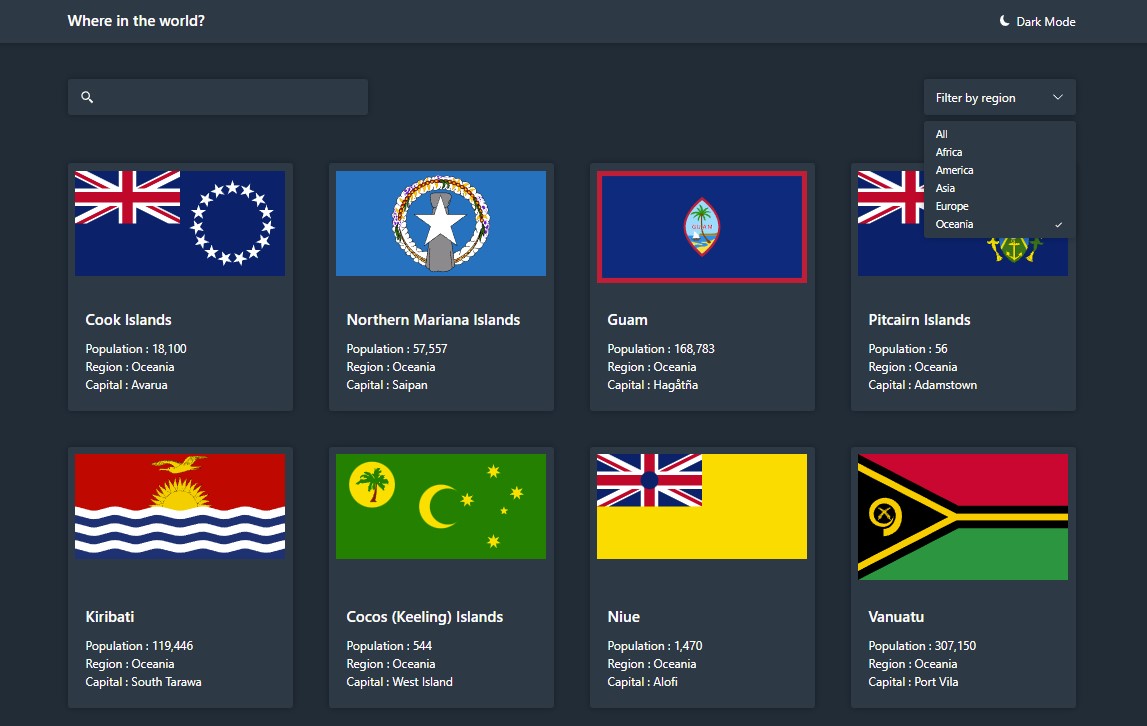 Where in the world?
Dark Mode
Filter by region
All
Africa
America
Asia
Europe
Oceania
GUAM
Cook Islands
Population : 18,100
Region : Oceania
Capital : Avarua
Northern Mariana Islands
Population : 57,557
Region : Oceania
Capital : Saipan
Guam
Population : 168,783
Region : Oceania
Capital : Hagåtña
Pitcairn Islands
Population : 56
Region : Oceania
Capital : Adamstown
Kiribati
Population : 119,446
Region : Oceania
Capital : South Tarawa
Cocos (Keeling) Islands
Population : 544
Region : Oceania
Capital : West Island
Niue
Population : 1,470
Region : Oceania
Capital : Alofi
Vanuatu
Population : 307,150
Region : Oceania
Capital : Port Vila